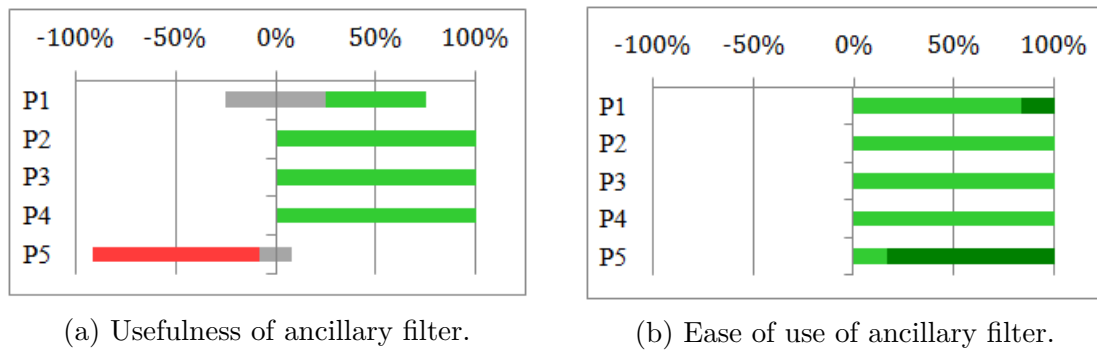 -100% -50% 0% 50% 100%
P1
P2
P3
P4
P5
(a) Usefulness of ancillary filter.
-100% -50% 0% 50% 100%
P1
P2
P3
P4
P5
(b) Ease of use of ancillary filter.